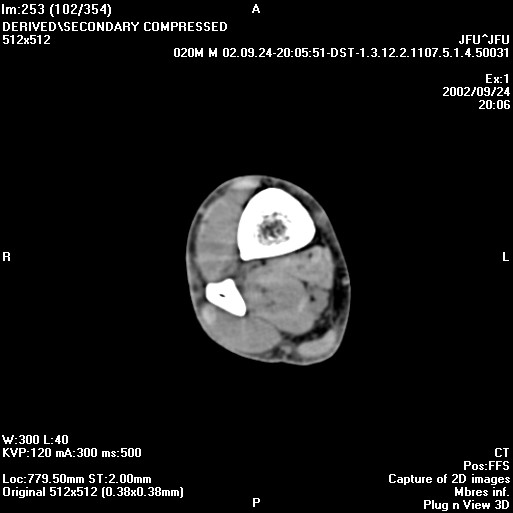 Im:253 (102/354)
A
DERIVED\SECONDARY COMPRESSED
512x512
JFU^JFU
020M M 02.09.24-20:05:51-DST-1.3.12.2.1107.5.1.4.50031
Ex:1
2002/09/24
20:06
R
L
W:300 L:40
KVP:120 mA:300 ms:500
CT
Pos:FFS
Loc:779.50mm ST:2.00mm
Capture of 2D images
Original 512x512 (0.38x0.38mm)
Mbres inf.
P
Plug n View 3D